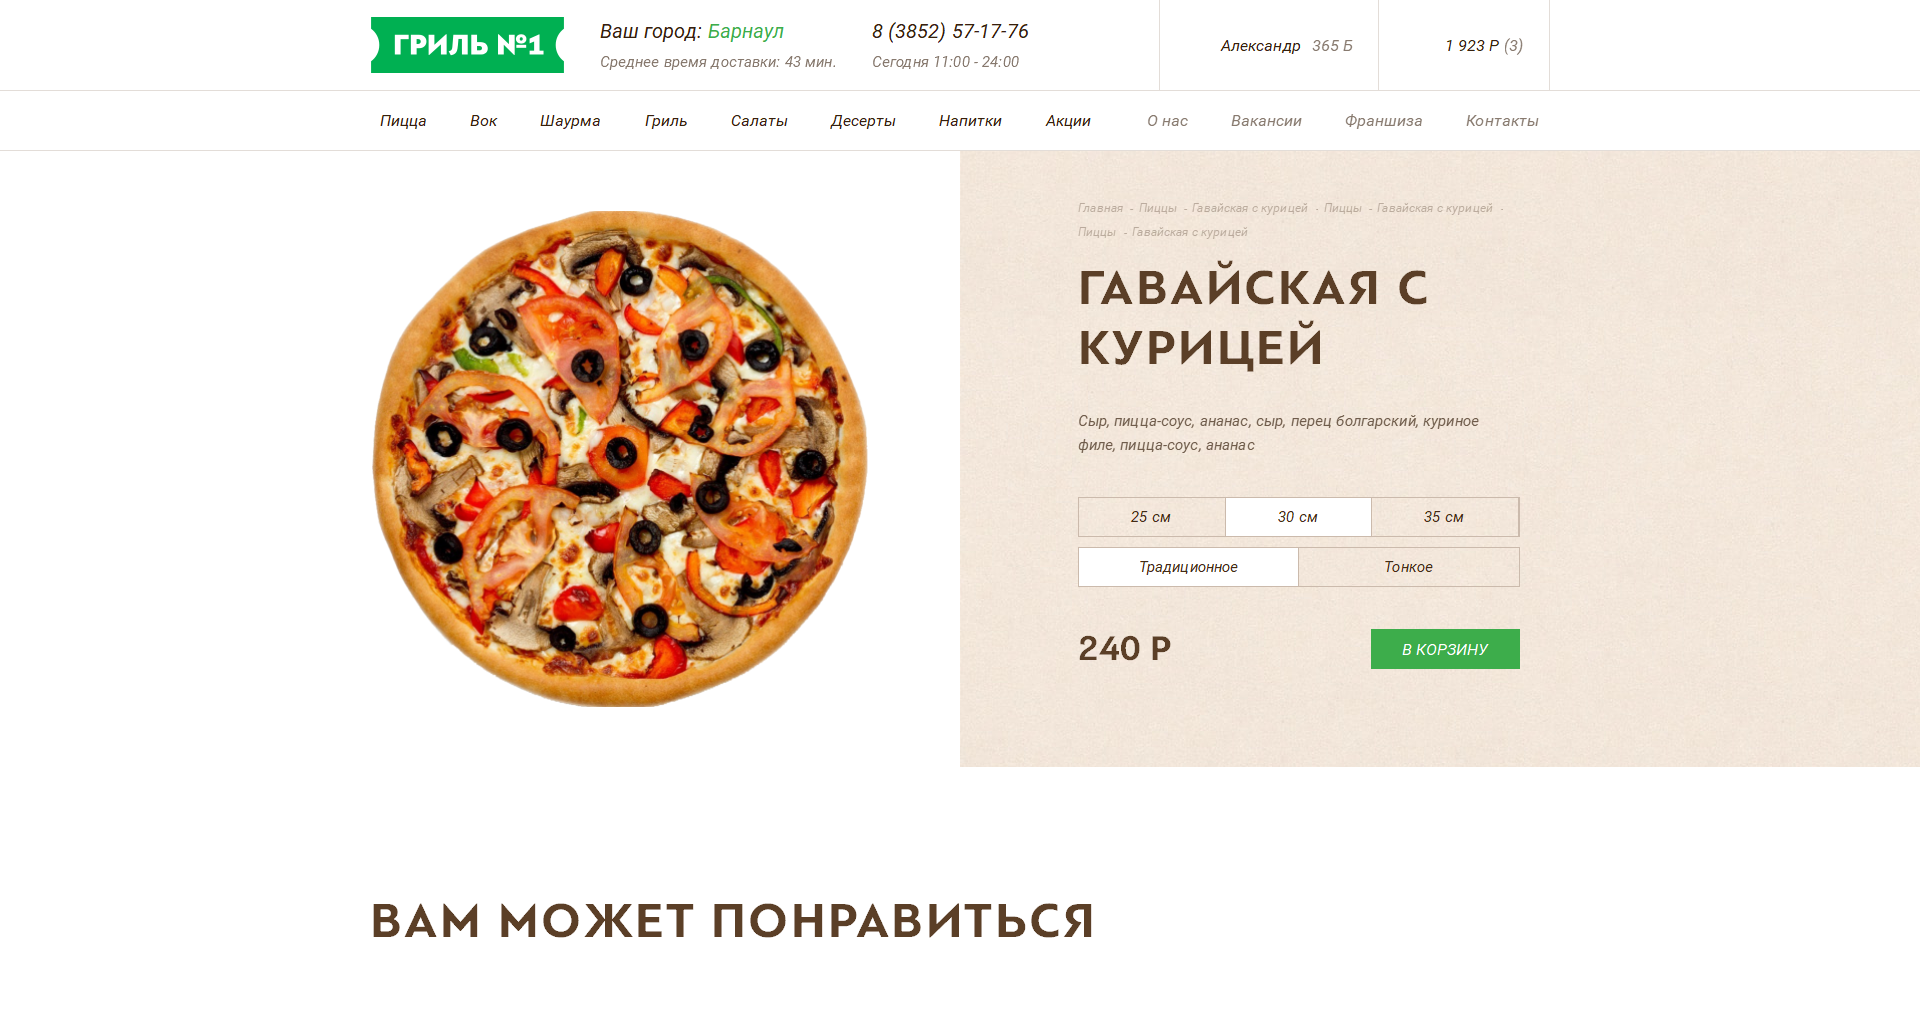 ГРИЛЬ №1
Ваш город: Барнаул
Среднее время доставки: 43 мин.
8 (3852) 57-17-76
Сегодня 11:00 - 24:00
Александр 365 Б
1 923 Р (3)
Пицца Вок Шаурма Гриль Салаты Десерты Напитки Акции О нас Вакансии Франшиза Контакты
Главная - Пиццы - Гавайская с курицей - Пиццы - Гавайская с курицей -
Пиццы - Гавайская с курицей
ГАВАЙСКАЯ С
КУРИЦЕЙ
Сыр, пицца-соус, ананас, сыр, перец болгарский, куриное
филе, пицца-соус, ананас
25 см 30 см 35 см
Традиционное Тонкое
240 Р
В КОРЗИНУ
ВАМ МОЖЕТ ПОНРАВИТЬСЯ